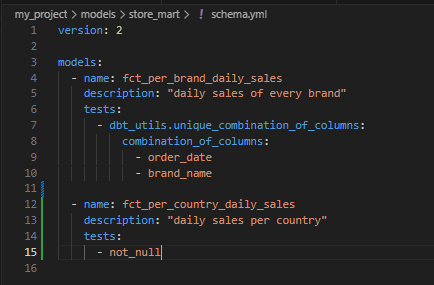 my_project > models > store_mart > ! schema.yml
1 version: 2
2
3 models:
4 - name: fct_per_brand_daily_sales
5 description: "daily sales of every brand"
6 tests:
7 - dbt_utils.unique_combination_of_columns:
8 combination_of_columns:
9 - order_date
10 - brand_name
11
12 - name: fct_per_country_daily_sales
13 description: "daily sales per country"
14 tests:
15 - not_null
16